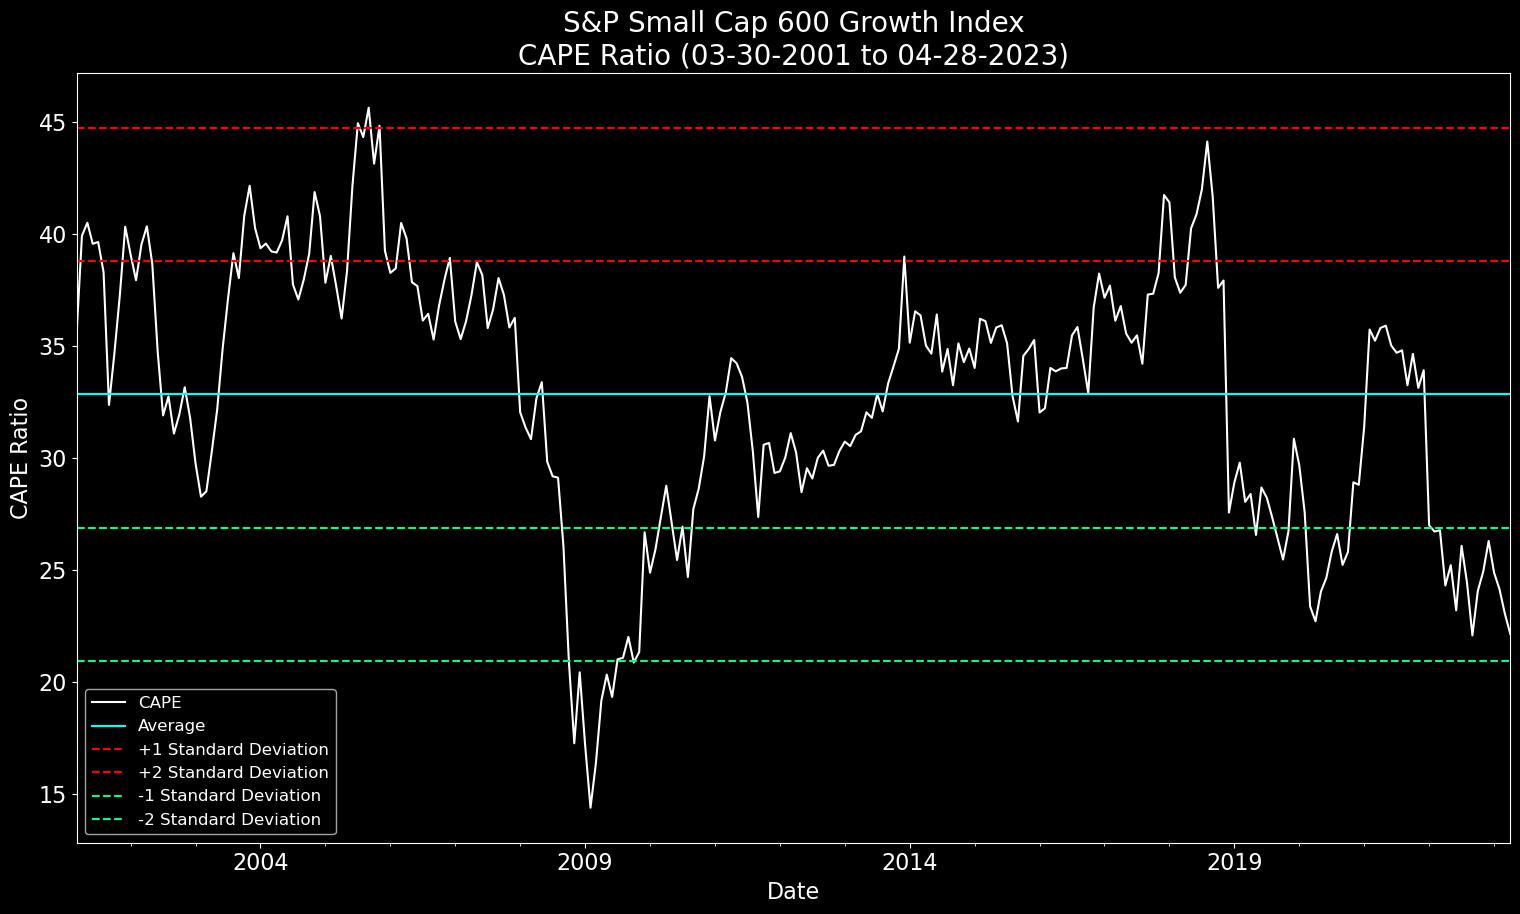 S&P Small Cap 600 Growth Index
CAPE Ratio (03-30-2001 to 04-28-2023)
CAPE Ratio
45
40
35
30
25
20
15
CAPE
Average
+1 Standard Deviation
+2 Standard Deviation
-1 Standard Deviation
-2 Standard Deviation
2004 2009 2014 2019
Date